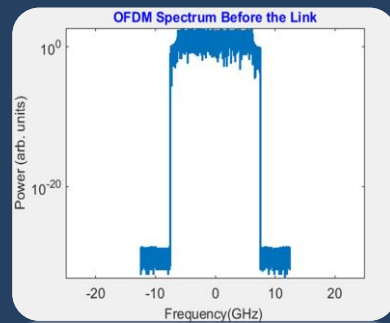 OFDM Spectrum Before the Link
10^0
10^-20
Power (arb. units)
-20 -10 0 10 20
Frequency(GHz)